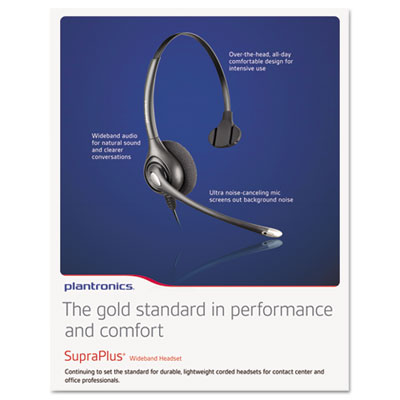 Over-the-head, all-day
comfortable design for
intensive use
Wideband audio
for natural sound
and clearer
conversations
Ultra noise-canceling mic
screens out background noise
plantronics.
The gold standard in performance
and comfort
SupraPlus® Wideband Headset
Continuing to set the standard for durable, lightweight corded headsets for contact center and
office professionals.